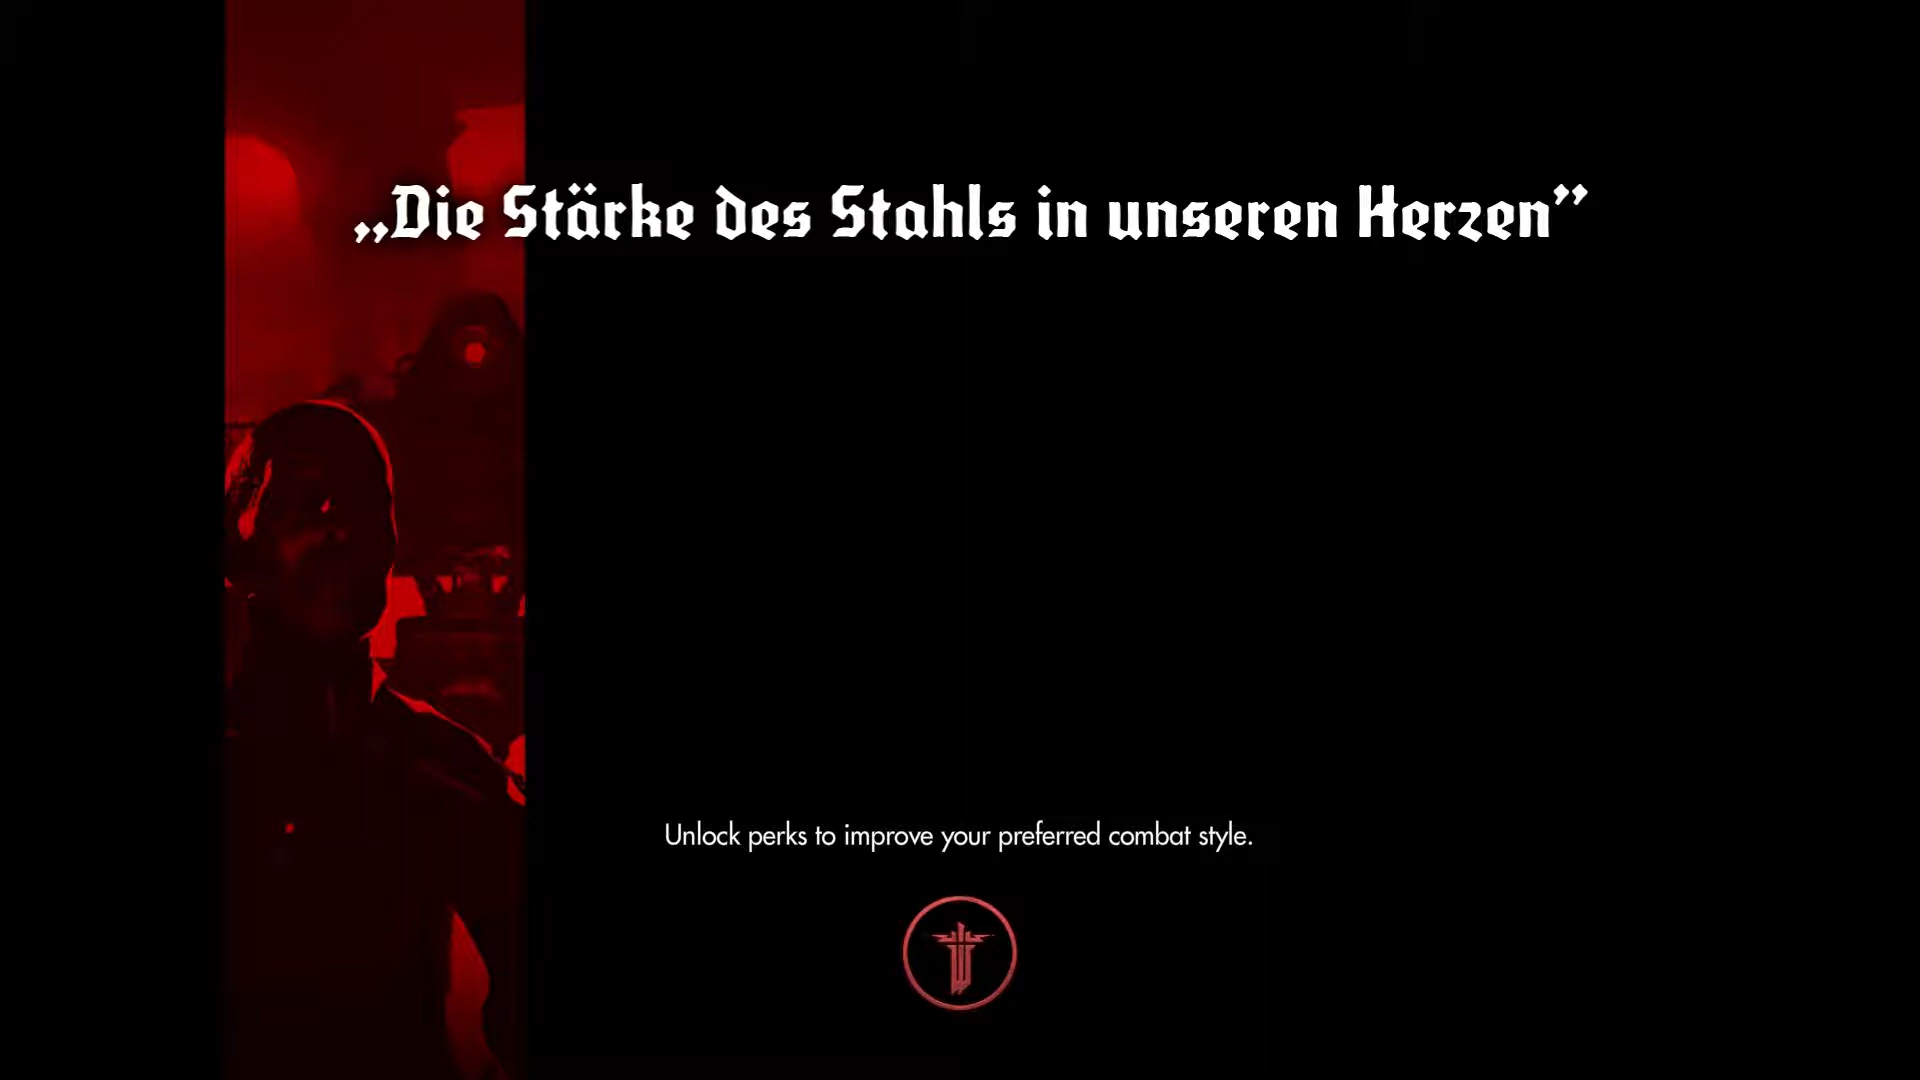 „Die Stärke des Stahls in unseren Herzen”
Unlock perks to improve your preferred combat style.